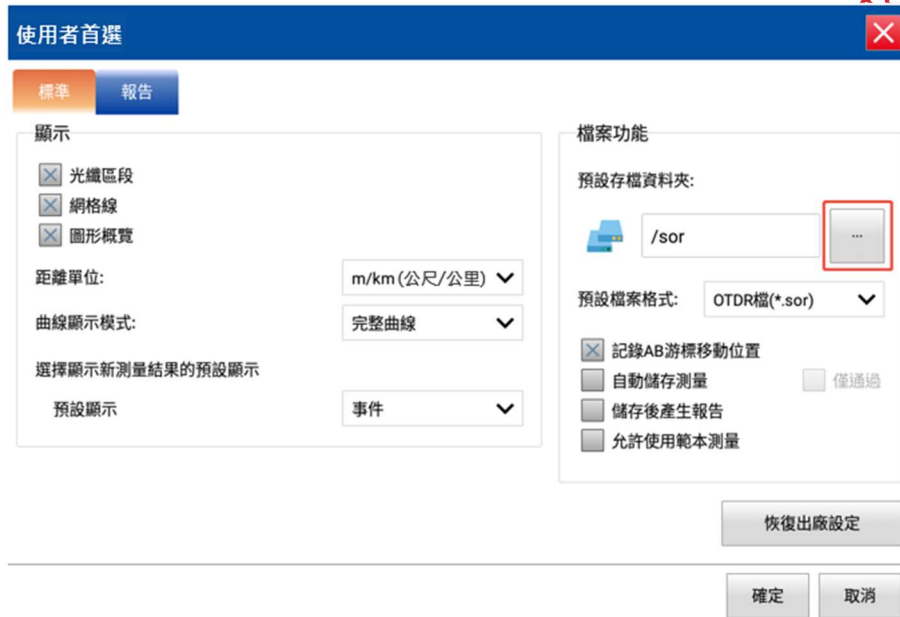 使用者首選
標準
報告
顯示
光纖區段
網格線
圖形概覽
距離單位:
m/km(公尺/公里)
曲線顯示模式:
完整曲線
選擇顯示新測量結果的預設顯示
預設顯示
事件
檔案功能
預設存檔資料夾:
/sor
...
預設檔案格式:
OTDR檔(*.sor)
記錄AB游標移動位置
自動儲存測量
僅通過
儲存後產生報告
允許使用範本測量
恢復出廠設定
確定
取消